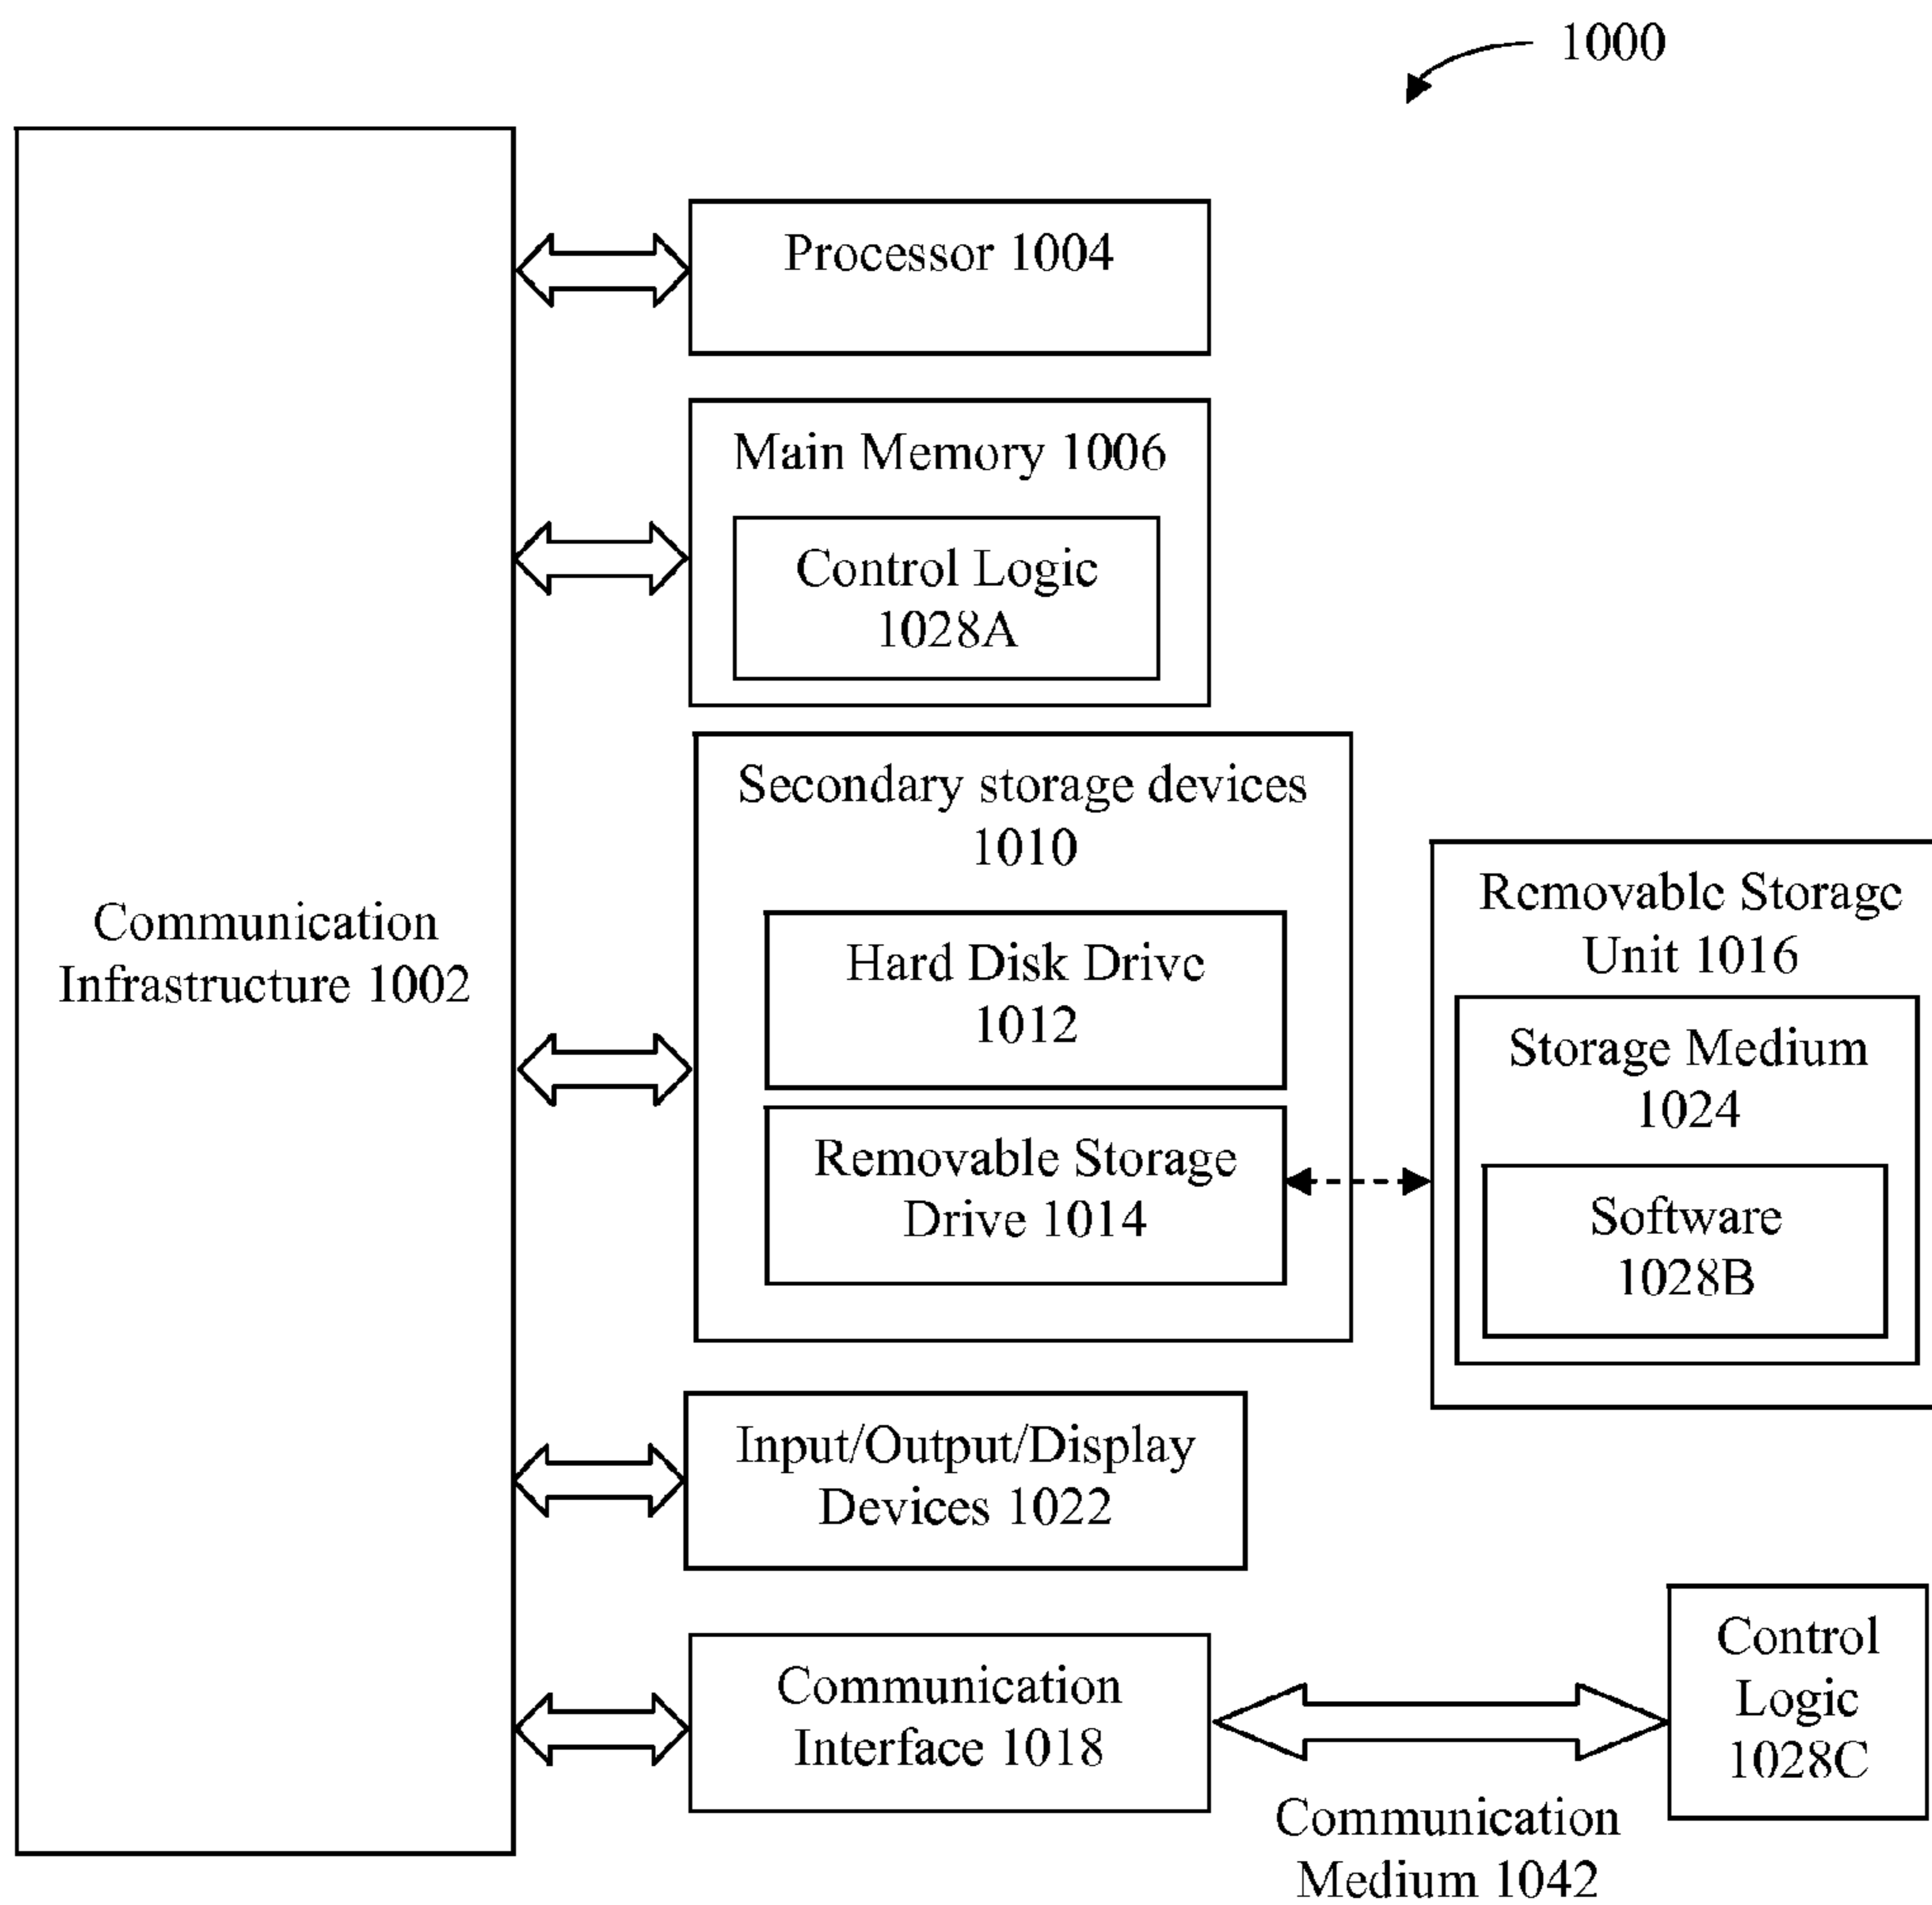 1000
Processor 1004
Main Memory 1006
Control Logic
1028A
Communication
Infrastructure 1002
Secondary storage devices
1010
Hard Disk Drive
1012
Removable Storage
Drive 1014
Removable Storage
Unit 1016
Storage Medium
1024
Software
1028B
Input/Output/Display
Devices 1022
Communication
Interface 1018
Communication
Medium 1042
Control
Logic
1028C